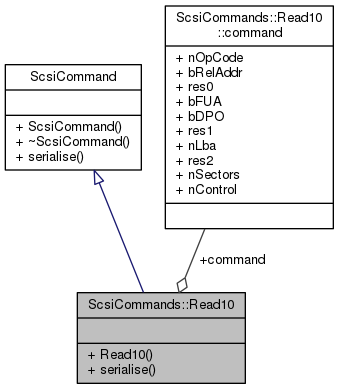 ScsiCommands::Read10
::command
+ nOpCode
+ bRelAddr
+ res0
+ bFUA
+ bDPO
+ res1
+ nLba
+ res2
+ nSectors
+ nControl
ScsiCommand
+ ScsiCommand()
+ ~ScsiCommand()
+ serialise()
+command
ScsiCommands::Read10
+ Read10()
+ serialise()